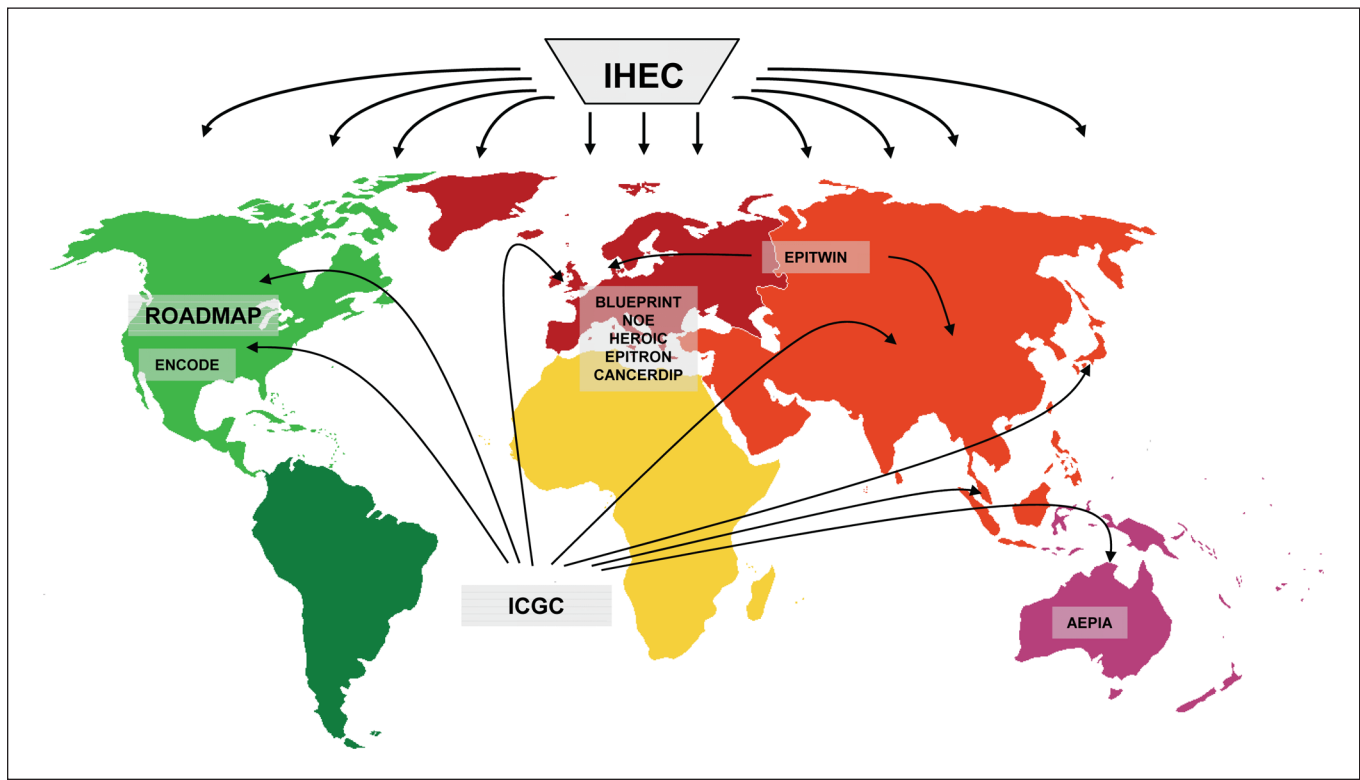 IHEC
EPITWIN
BLUEPRINT
NOE
HEROIC
EPITRON
CANCERDIP
ROADMAP
ENCODE
ICGC
AEPIA